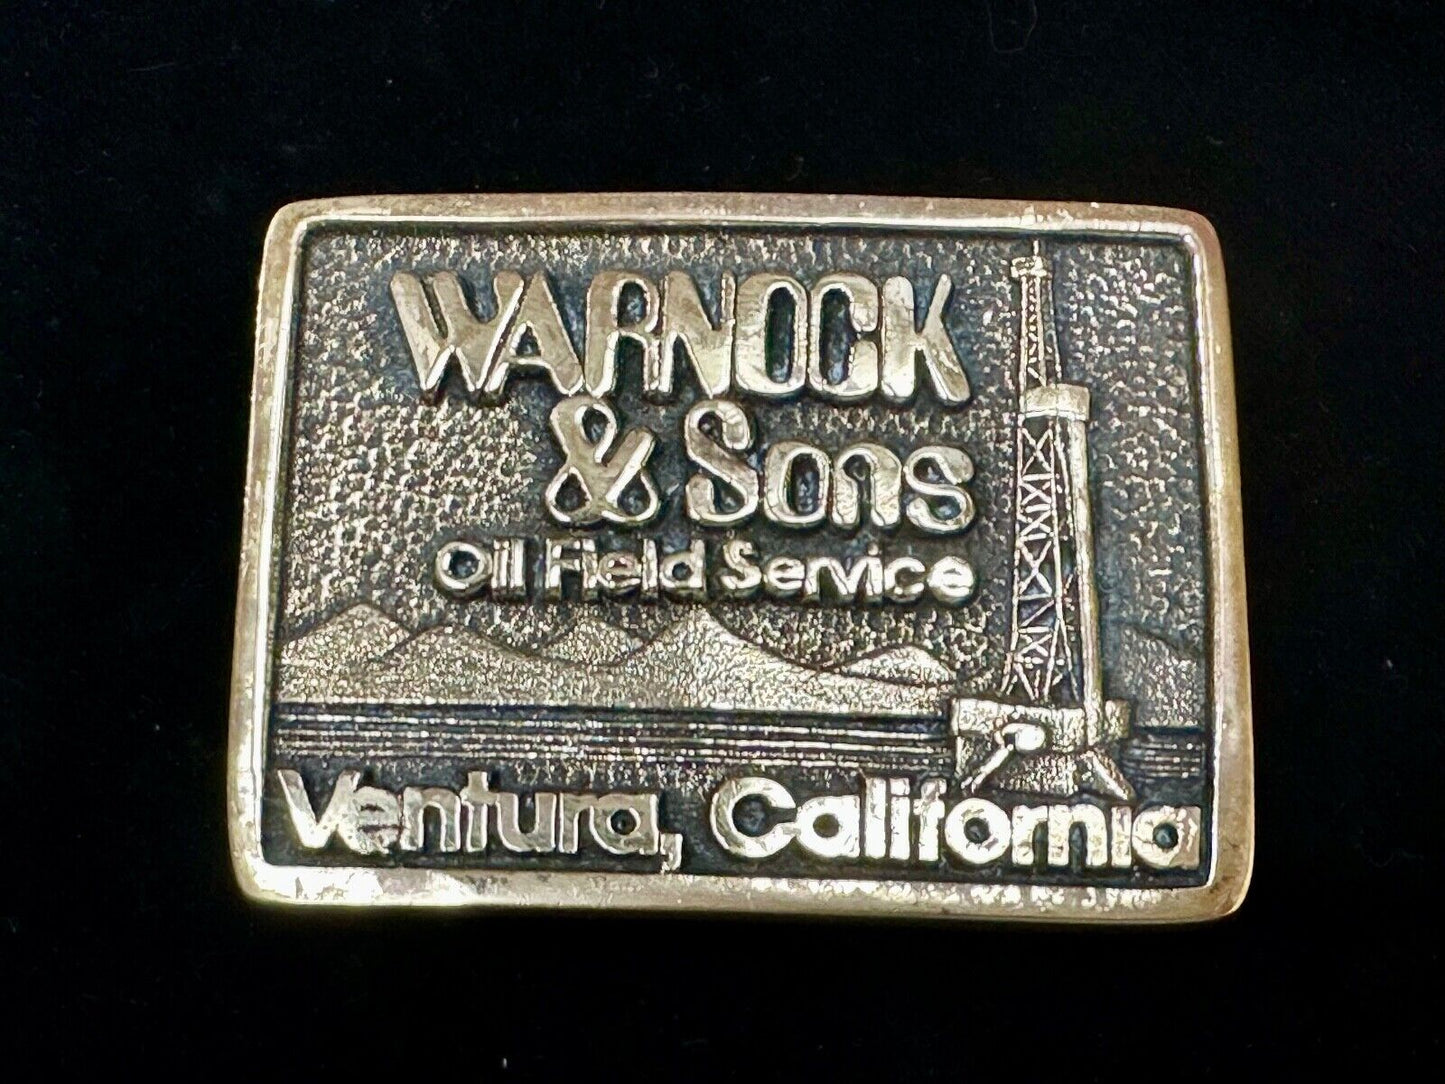 WARNOCK
& Sons
Oil Field Service
Ventura, California